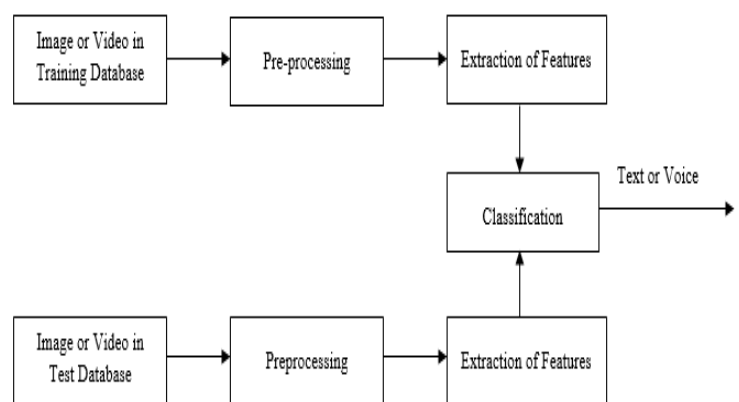 Image or Video in
Training Database
Pre-processing
Extraction of Features
Text or Voice
Classification
Image or Video in
Test Database
Preprocessing
Extraction of Features